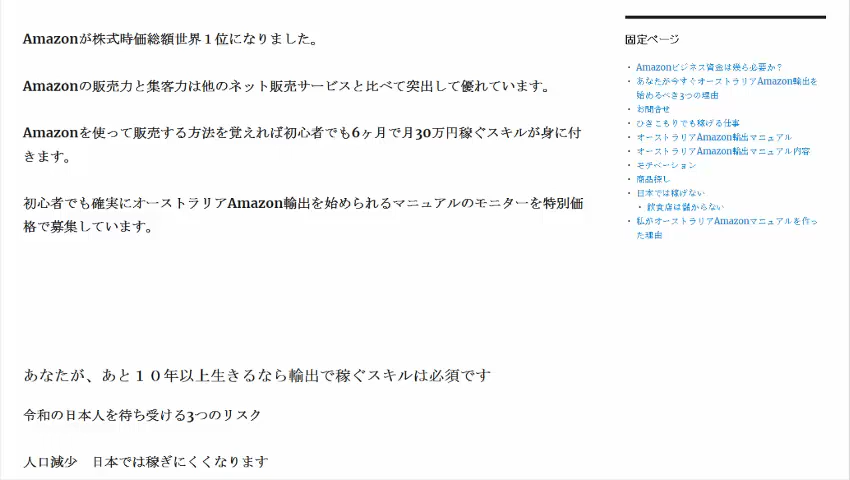 Amazonが株式時価総額世界１位になりました。
Amazonの販売力と集客力は他のネット販売サービスと比べて突出して優れています。
Amazonを使って販売する方法を覚えれば初心者でも6ヶ月で月30万円稼ぐスキルが身に付
きます。
初心者でも確実にオーストラリアAmazon輸出を始められるマニュアルのモニターを特別価
格で募集しています。
あなたが、あと１０年以上生きるなら輸出で稼ぐスキルは必須です
令和の日本人を待ち受ける3つのリスク
人口減少　日本では稼ぎにくくなります
固定ページ
・ Amazonビジネス資金は幾ら必要か？
・ あなたが今すぐオーストラリアAmazon輸出を
始めるべき3つの理由
・ お問合せ
・ ひきこもりでも稼げる仕事
・ オーストラリアAmazon輸出マニュアル
・ オーストラリアAmazon輸出マニュアル内容
・ モチベーション
・ 商品探し
・ 日本では稼げない
・ 飲食店は儲からない
・ 私がオーストラリアAmazonマニュアルを作っ
た理由